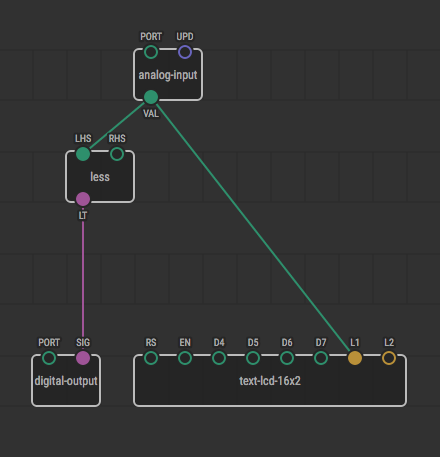 PORT UPD
analog-input
VAL
LHS RHS
less
LT
PORT SIG RS EN D4 D5 D6 D7 L1 L2
digital-output text-lcd-16x2